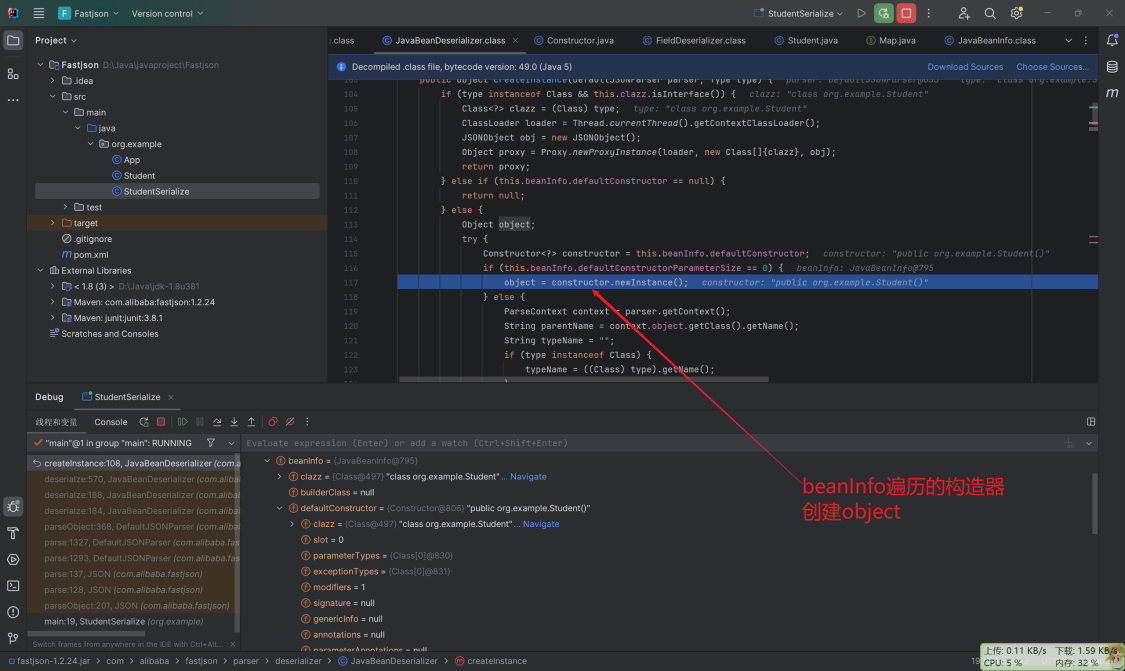 Fastjson
Version control
StudentSerialize
Project
.class
JavaBeanDeserializer.class
Constructor.java
FieldDeserializer.class
Student.java
Map.java
JavaBeanInfo.class
Decompiled .class file, bytecode version: 49.0 (Java 5)
Download Sources
Choose Sources...
Fastjson D:\Java\javaproject\Fastjson
.idea
src
main
java
org.example
App
Student
StudentSerialize
test
target
.gitignore
pom.xml
External Libraries
< 1.8 (3) > D:\Java\jdk-1.8u381
Maven: com.alibaba:fastjson:1.2.24
Maven: junit:junit:3.8.1
Scratches and Consoles
public Object createInstance(DefaultJSONParser parser, Type type) {
104 if (type instanceof Class && this.clazz.isInterface()) { clazz: "class org.example.Student"
105 Class<?> clazz = (Class) type; type: "class org.example.Student"
106 ClassLoader loader = Thread.currentThread().getContextClassLoader();
107 JSONObject obj = new JSONObject();
108 Object proxy = Proxy.newProxyInstance(loader, new Class[]{clazz}, obj);
109 return proxy;
110 } else if (this.beanInfo.defaultConstructor == null) {
111 return null;
112 } else {
113 Object object;
114 try {
115 Constructor<?> constructor = this.beanInfo.defaultConstructor; constructor: "public org.example.Student()"
116 if (this.beanInfo.defaultConstructorParameterSize == 0) { beanInfo: JavaBeanInfo@795
117 object = constructor.newInstance(); constructor: "public org.example.Student()"
118 } else {
119 ParseContext context = parser.getContext();
120 String parentName = context.object.getClass().getName();
121 String typeName = "";
122 if (type instanceof Class) {
123 typeName = ((Class) type).getName();
Debug
StudentSerialize
线程和变量
Console
"main"@1 in group "main": RUNNING
Evaluate expression (Enter) or add a watch (Ctrl+Shift+Enter)
createInstance:108, JavaBeanDeserializer (com.a
deserialze:570, JavaBeanDeserializer (com.alibab
deserialze:188, JavaBeanDeserializer (com.alibab
deserialze:184, JavaBeanDeserializer (com.alibab
parseObject:368, DefaultJSONParser (com.alibab
parse:1327, DefaultJSONParser (com.alibaba.fas
parse:1293, DefaultJSONParser (com.alibaba.fas
parse:137, JSON (com.alibaba.fastjson)
parse:128, JSON (com.alibaba.fastjson)
parseObject:201, JSON (com.alibaba.fastjson)
main:19, StudentSerialize (org.example)
Switch frames from anywhere in the IDE with Ctrl+Alt...
beanInfo = {JavaBeanInfo@795}
clazz = {Class@497} "class org.example.Student" ... Navigate
builderClass = null
defaultConstructor = {Constructor@806} "public org.example.Student()"
clazz = {Class@497} "class org.example.Student" ... Navigate
slot = 0
parameterTypes = {Class[0]@830}
exceptionTypes = {Class[0]@831}
modifiers = 1
signature = null
genericInfo = null
annotations = null
parameterAnnotations = null
beanInfo遍历的构造器
创建object
fastjson-1.2.24.jar
com
alibaba
fastjson
parser
deserializer
JavaBeanDeserializer
createInstance
上传: 0.11 KB/s 下载: 1.59 KB/s
CPU: 5 % 内存: 32 %